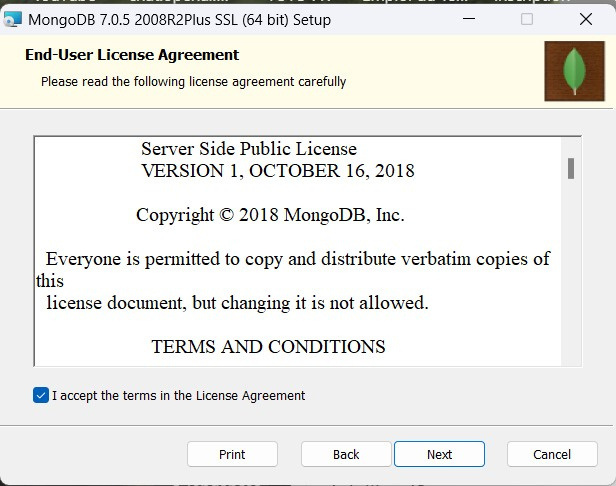 MongoDB 7.0.5 2008R2Plus SSL (64 bit) Setup
End-User License Agreement
Please read the following license agreement carefully
Server Side Public License
VERSION 1, OCTOBER 16, 2018
Copyright © 2018 MongoDB, Inc.
Everyone is permitted to copy and distribute verbatim copies of
this
license document, but changing it is not allowed.
TERMS AND CONDITIONS
I accept the terms in the License Agreement
Print
Back
Next
Cancel